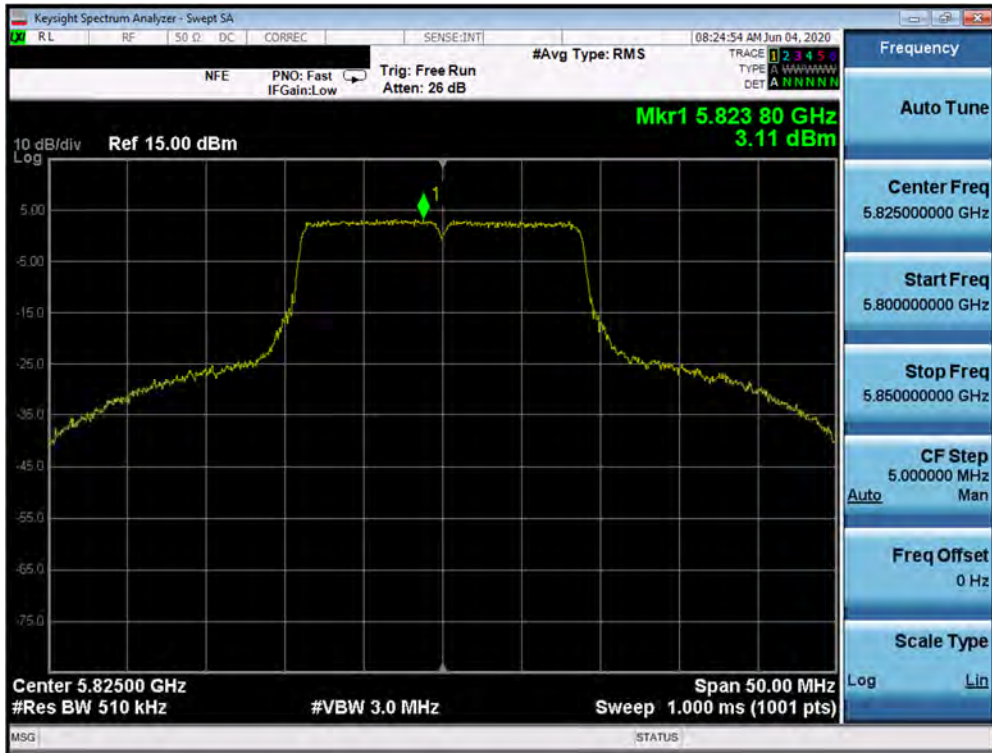 Keysight Spectrum Analyzer - Swept SA
LXI RL RF 50 Ω DC CORREC SENSE:INT 08:24:54 AM Jun 04, 2020
#Avg Type: RMS
TRACE 1 2 3 4 5 6
TYPE A WWWWW
DET A N N N N N
NFE PNO: Fast Trig: Free Run
IFGain:Low Atten: 26 dB
Mkr1 5.823 80 GHz
3.11 dBm
10 dB/div Ref 15.00 dBm
Log
1
5.00
-5.00
-15.0
-25.0
-35.0
-45.0
-55.0
-65.0
-75.0
Center 5.82500 GHz Span 50.00 MHz
#Res BW 510 kHz #VBW 3.0 MHz Sweep 1.000 ms (1001 pts)
MSG STATUS
Frequency
Auto Tune
Center Freq
5.825000000 GHz
Start Freq
5.800000000 GHz
Stop Freq
5.850000000 GHz
CF Step
5.000000 MHz
Auto Man
Freq Offset
0 Hz
Scale Type
Log Lin